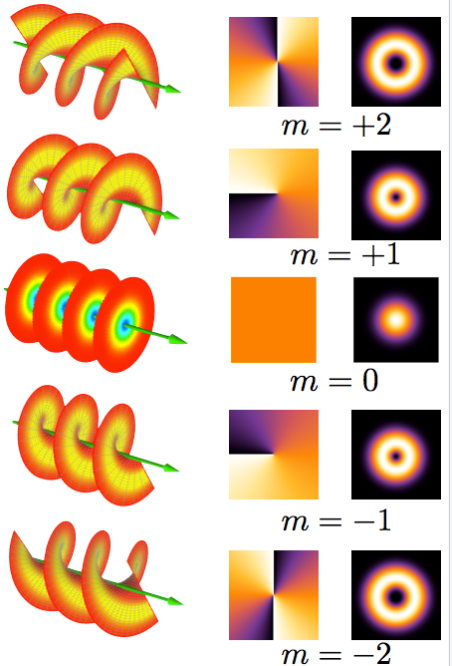 m = +2
m = +1
m = 0
m = −1
m = −2